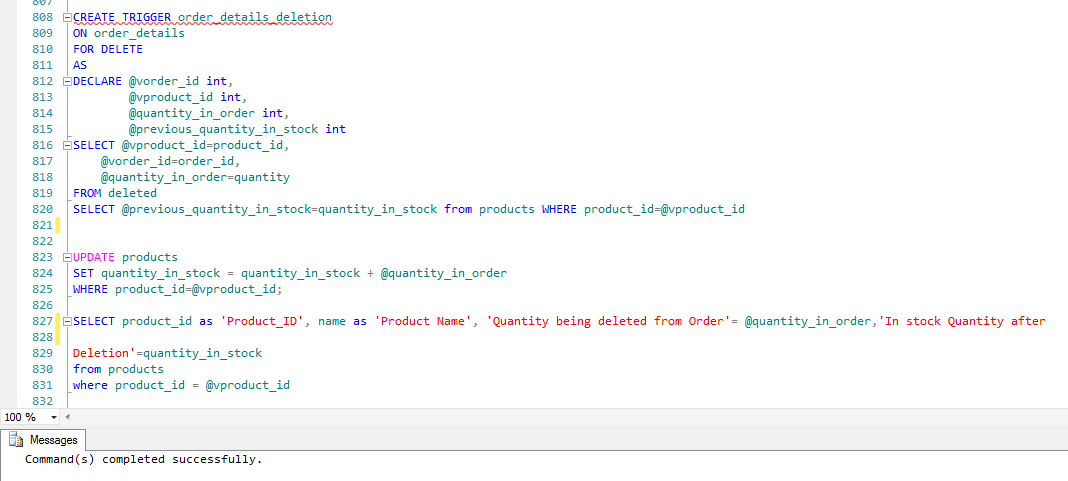 807
808 CREATE TRIGGER order_details_deletion
809 ON order_details
810 FOR DELETE
811 AS
812 DECLARE @vorder_id int,
813 @vproduct_id int,
814 @quantity_in_order int,
815 @previous_quantity_in_stock int
816 SELECT @vproduct_id=product_id,
817 @vorder_id=order_id,
818 @quantity_in_order=quantity
819 FROM deleted
820 SELECT @previous_quantity_in_stock=quantity_in_stock from products WHERE product_id=@vproduct_id
821
822
823 UPDATE products
824 SET quantity_in_stock = quantity_in_stock + @quantity_in_order
825 WHERE product_id=@vproduct_id;
826
827 SELECT product_id as 'Product_ID', name as 'Product Name', 'Quantity being deleted from Order'= @quantity_in_order,'In stock Quantity after
828
829 Deletion'=quantity_in_stock
830 from products
831 where product_id = @vproduct_id
832
100 %
Messages
Command(s) completed successfully.